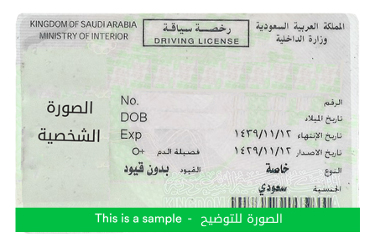 KINGDOM OF SAUDI ARABIA
MINISTRY OF INTERIOR
رخصة سياقة
DRIVING LICENSE
المملكة العربية السعودية
وزارة الداخلية
الصورة
الشخصية
No. الرقم
DOB تاريخ الميلاد
Exp تاريخ الإنتهاء ١٤٣٩/١١/١٢
تاريخ الاصدار ١٤٢٩/١١/١٢ فصيلة الدم O+
النوع خاصة القيود بدون قيود
الجنسية سعودي
This is a sample - الصورة للتوضيح